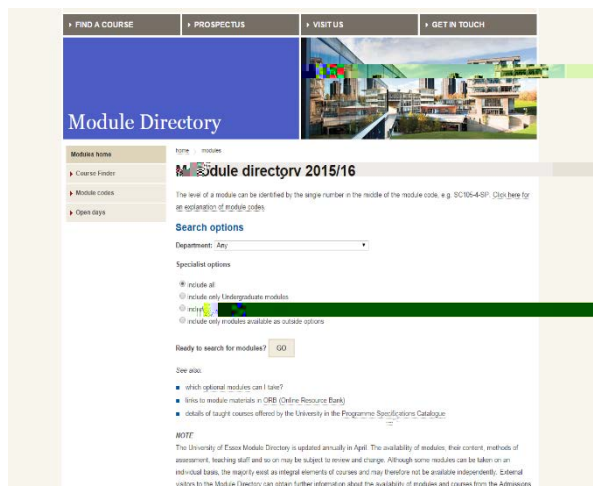 FIND A COURSE
PROSPECTUS
VISIT US
GET IN TOUCH
Module Directory
Modules home
Course Finder
Module codes
Open days
home modules
Module directory 2015/16
The level of a module can be identified by the single number in the middle of the module code, e.g. SC106-4-SP. Click here for
an explanation of module codes.
Search options
Department: Any
Specialist options
include all
include only Undergraduate modules
include only modules available as outside options
Ready to search for modules? GO
See also,
which optional modules can I take?
links to module materials in ORB (Online Resource Bank)
details of taught courses offered by the University in the Programme Specifications Catalogue
NOTE
The University of Essex Module Directory is updated annually in April. The availability of modules, their content, methods of
assessment, teaching staff and so on may be subject to review and change. Although some modules can be taken on an
individual basis, the majority exist as integral elements of courses and may therefore not be available independently. External
visitors to the Module Directory can obtain further information about the availability of modules and courses from the Admissions